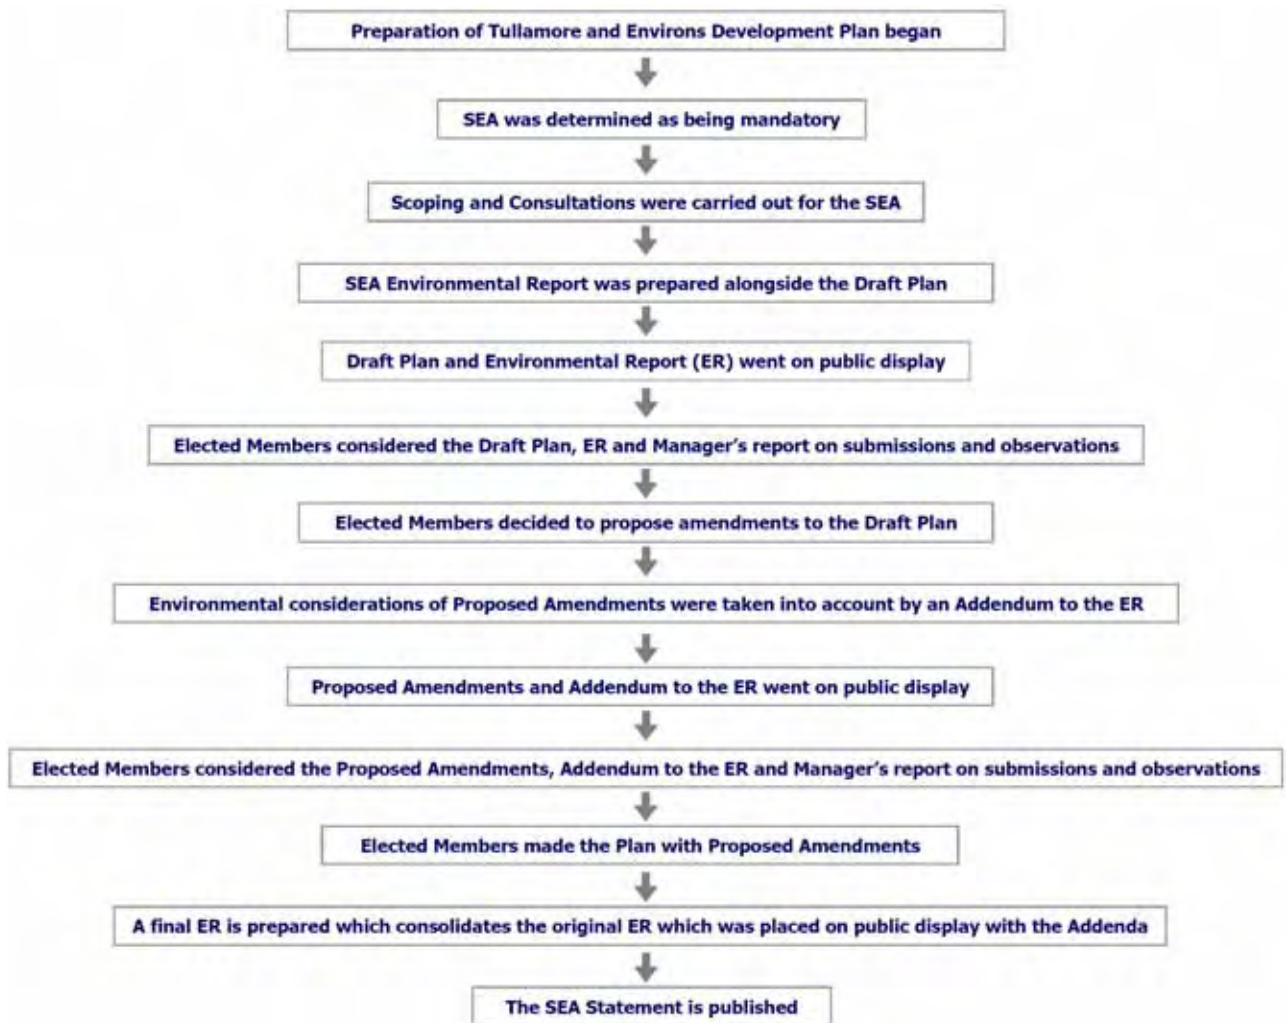 Preparation of Tullamore and Environs Development Plan began
SEA was determined as being mandatory
Scoping and Consultations were carried out for the SEA
SEA Environmental Report was prepared alongside the Draft Plan
Draft Plan and Environmental Report (ER) went on public display
Elected Members considered the Draft Plan, ER and Manager's report on submissions and observations
Elected Members decided to propose amendments to the Draft Plan
Environmental considerations of Proposed Amendments were taken into account by an Addendum to the ER
Proposed Amendments and Addendum to the ER went on public display
Elected Members considered the Proposed Amendments, Addendum to the ER and Manager's report on submissions and observations
Elected Members made the Plan with Proposed Amendments
A final ER is prepared which consolidates the original ER which was placed on public display with the Addenda
The SEA Statement is published